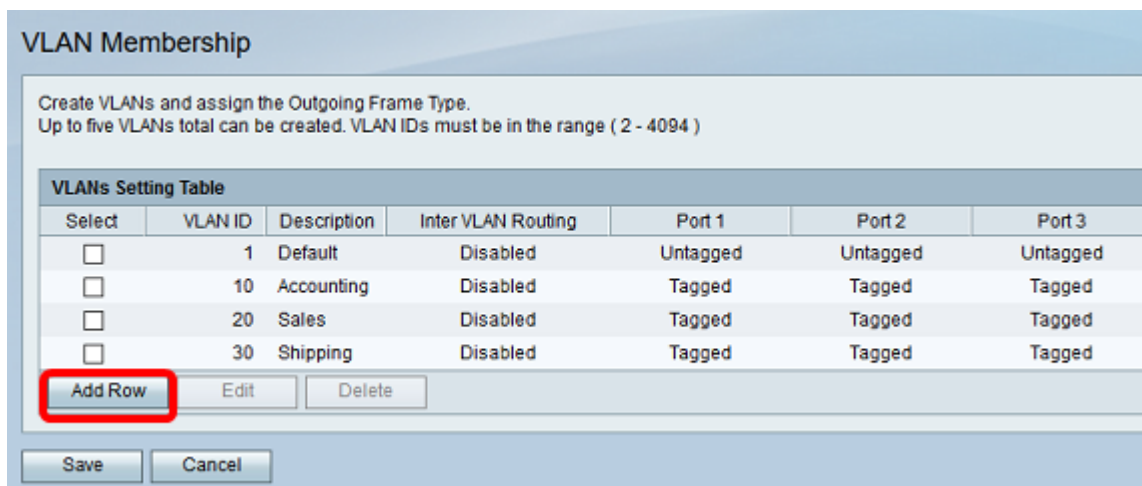 VLAN Membership
Create VLANs and assign the Outgoing Frame Type.
Up to five VLANs total can be created. VLAN IDs must be in the range ( 2 - 4094 )
VLANs Setting Table
Select VLAN ID Description Inter VLAN Routing Port 1 Port 2 Port 3
1 Default Disabled Untagged Untagged Untagged
10 Accounting Disabled Tagged Tagged Tagged
20 Sales Disabled Tagged Tagged Tagged
30 Shipping Disabled Tagged Tagged Tagged
Add Row Edit Delete
Save Cancel